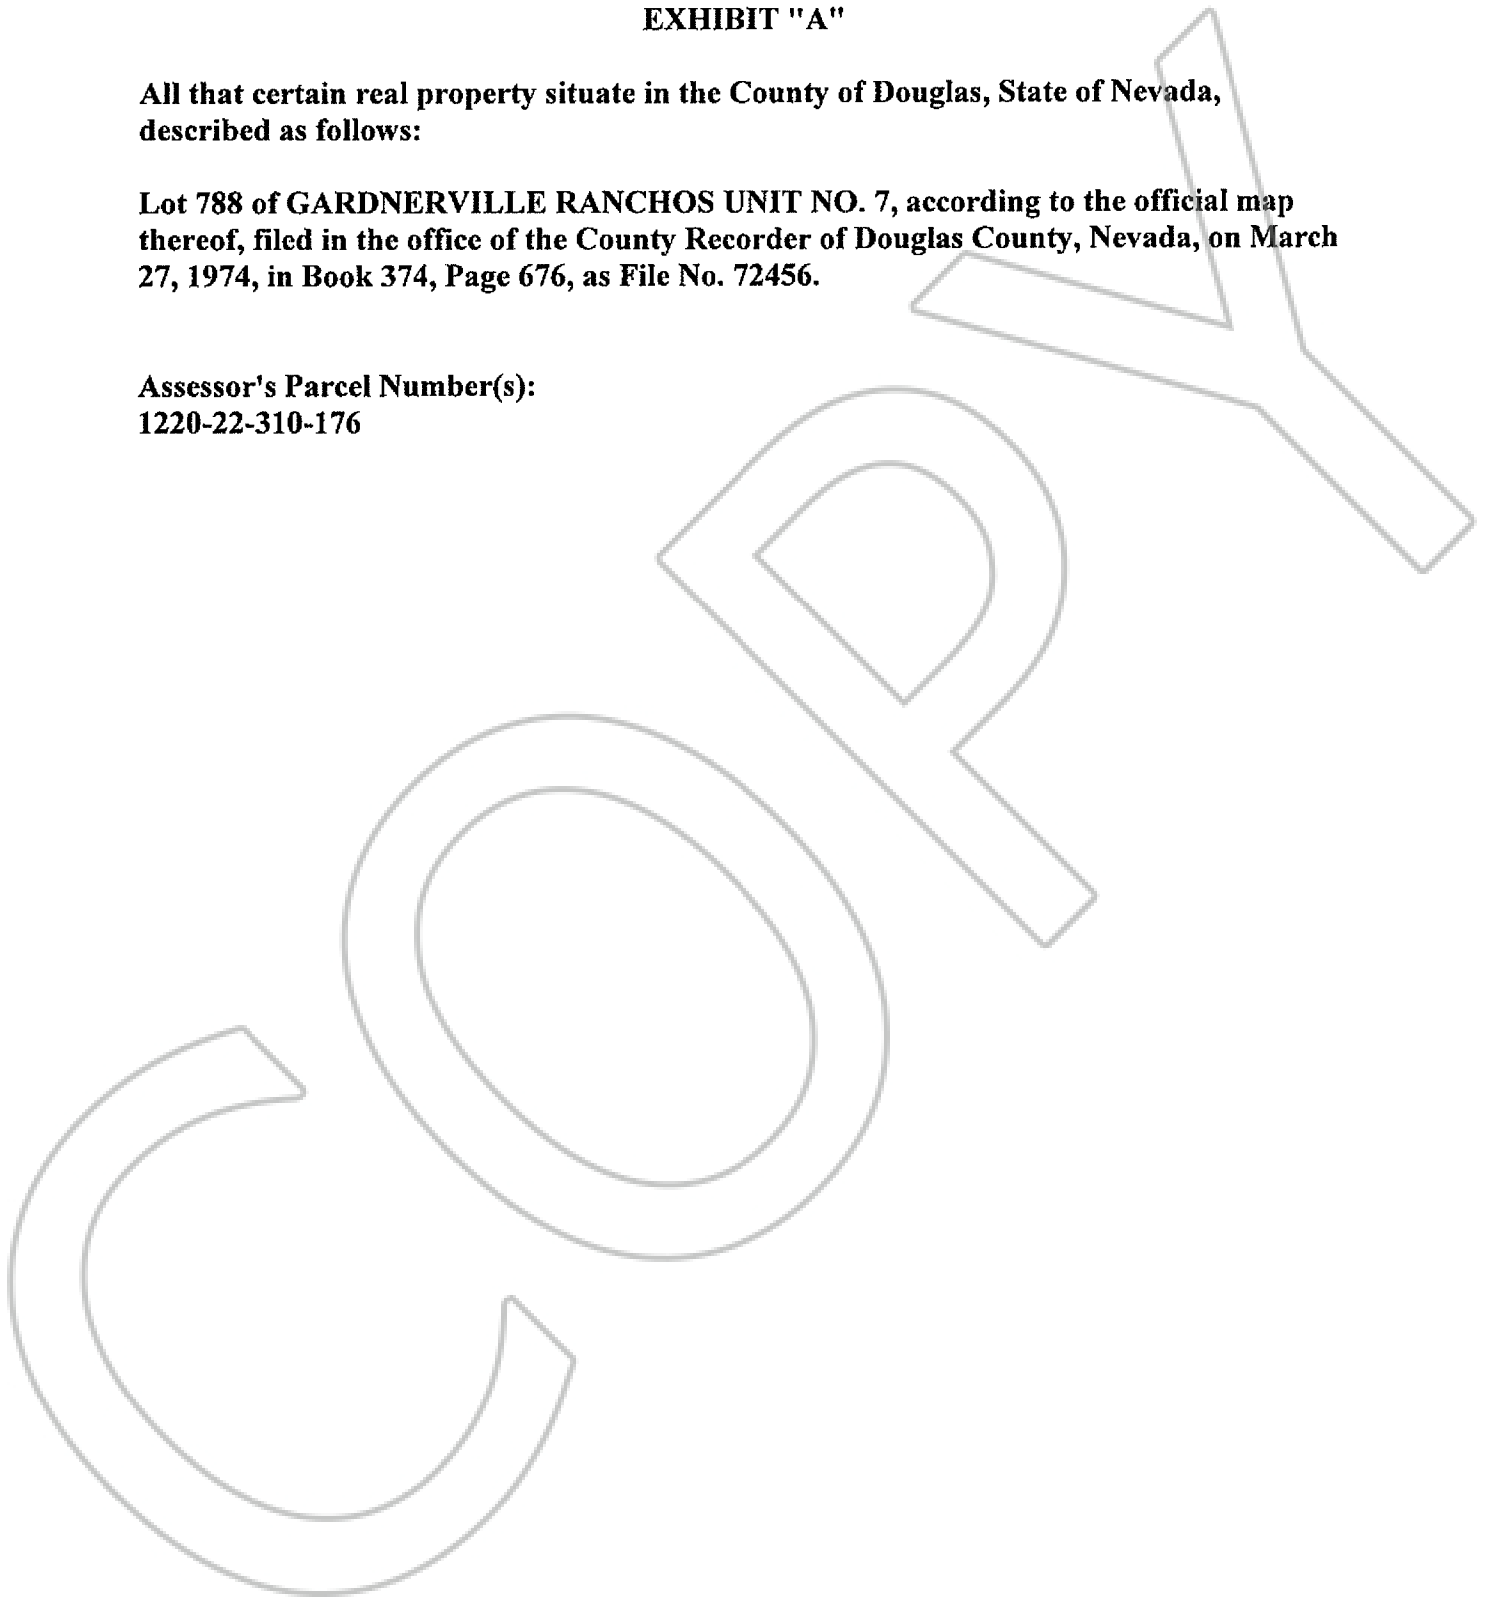 EXHIBIT "A"
All that certain real property situate in the County of Douglas, State of Nevada,
described as follows:
Lot 788 of GARDNERVILLE RANCHOS UNIT NO. 7, according to the official map
thereof, filed in the office of the County Recorder of Douglas County, Nevada, on March
27, 1974, in Book 374, Page 676, as File No. 72456.
Assessor's Parcel Number(s):
1220-22-310-176
COPY